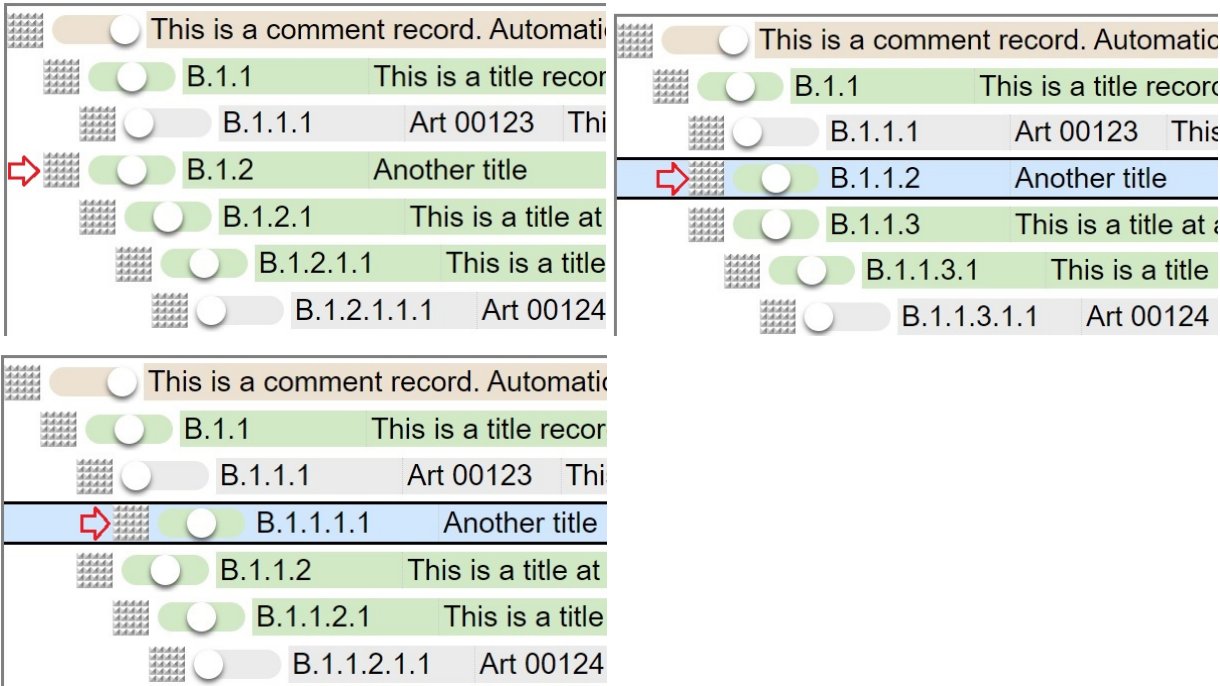 This is a comment record. Automati
B.1.1 This is a title recor
B.1.1.1 Art 00123 Thi
B.1.2 Another title
B.1.2.1 This is a title at
B.1.2.1.1 This is a title
B.1.2.1.1.1 Art 00124
This is a comment record. Automatic
B.1.1 This is a title record
B.1.1.1 Art 00123 This
B.1.1.2 Another title
B.1.1.3 This is a title at a
B.1.1.3.1 This is a title
B.1.1.3.1.1 Art 00124
This is a comment record. Automatic
B.1.1 This is a title recor
B.1.1.1 Art 00123 Thi
B.1.1.1.1 Another title
B.1.1.2 This is a title at
B.1.1.2.1 This is a title
B.1.1.2.1.1 Art 00124